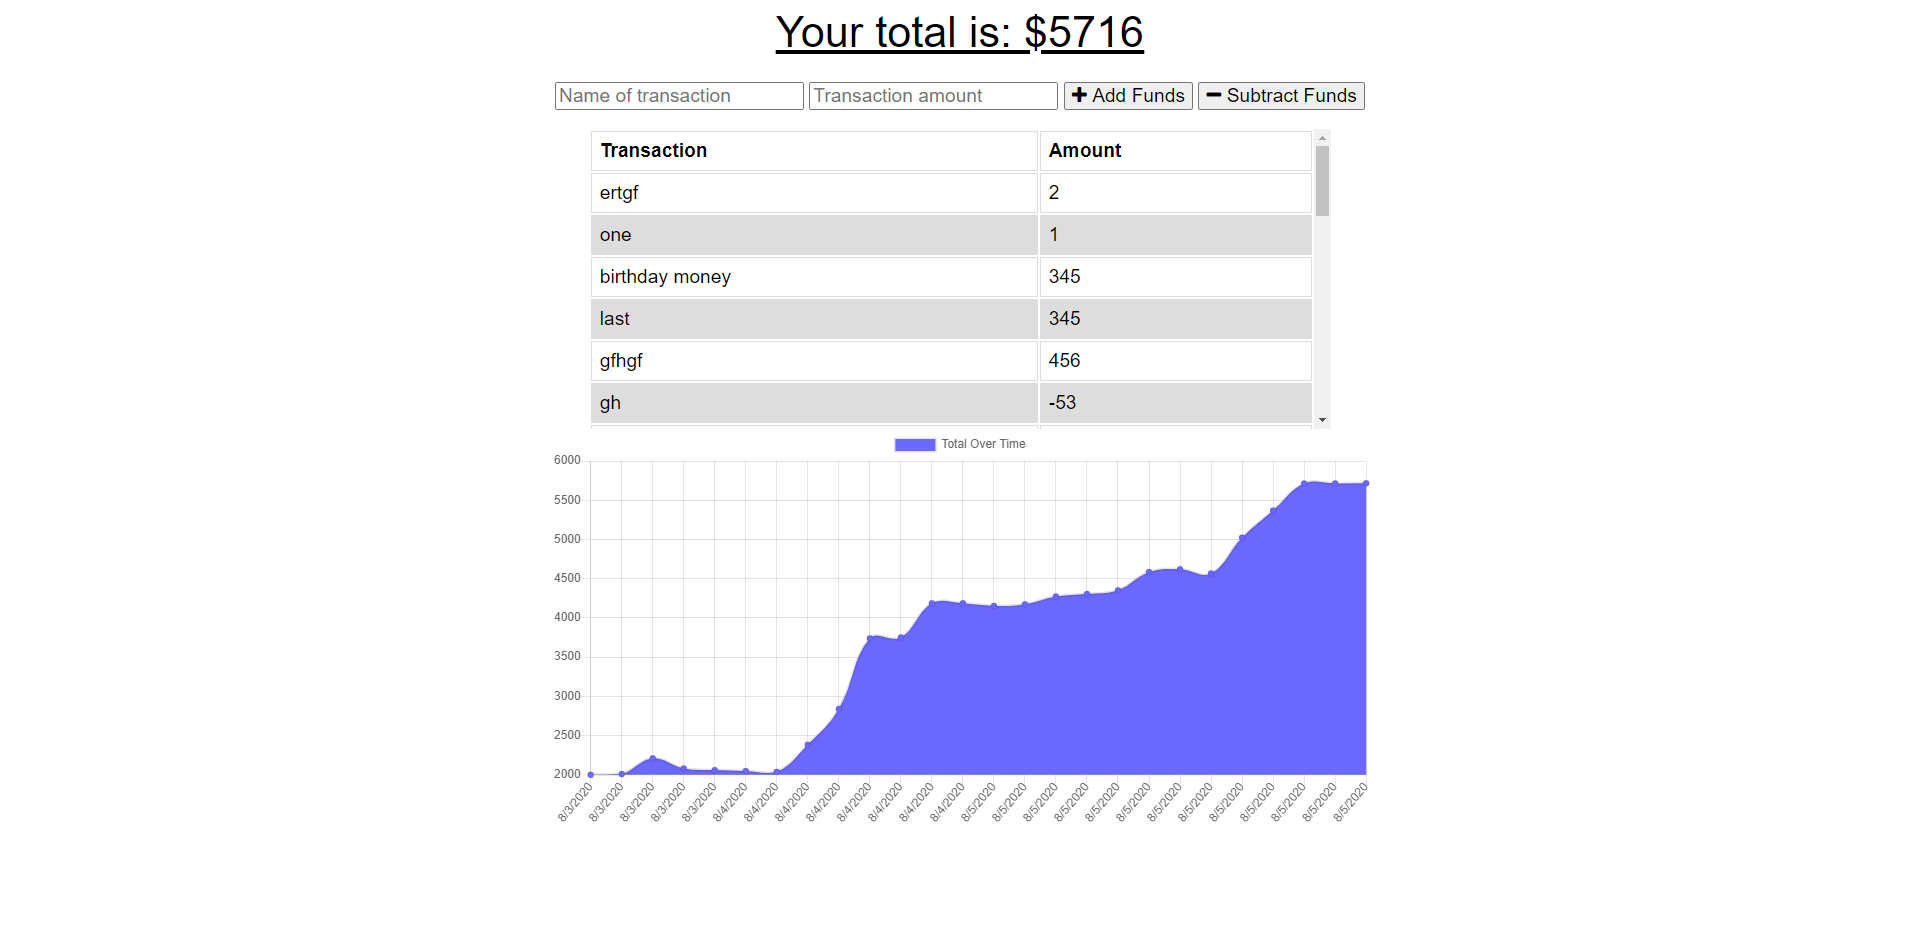 Your total is: $5716
Name of transaction Transaction amount Add Funds Subtract Funds
Transaction Amount
ertgf 2
one 1
birthday money 345
last 345
gfhgf 456
gh -53
Total Over Time
6000
5500
5000
4500
4000
3500
3000
2500
2000
8/3/2020 8/3/2020 8/3/2020 8/3/2020 8/3/2020 8/4/2020 8/4/2020 8/4/2020 8/4/2020 8/4/2020 8/4/2020 8/4/2020 8/4/2020 8/5/2020 8/5/2020 8/5/2020 8/5/2020 8/5/2020 8/5/2020 8/5/2020 8/5/2020 8/5/2020 8/5/2020 8/5/2020 8/5/2020 8/5/2020